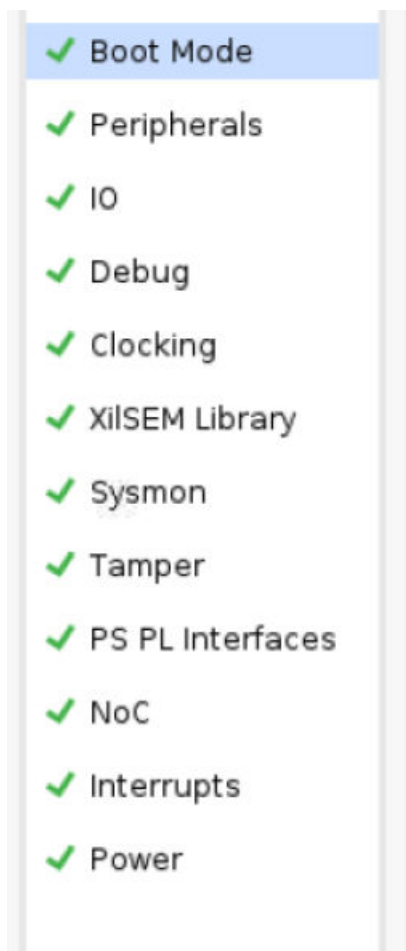 Boot Mode
Peripherals
IO
Debug
Clocking
XilSEM Library
Sysmon
Tamper
PS PL Interfaces
NoC
Interrupts
Power